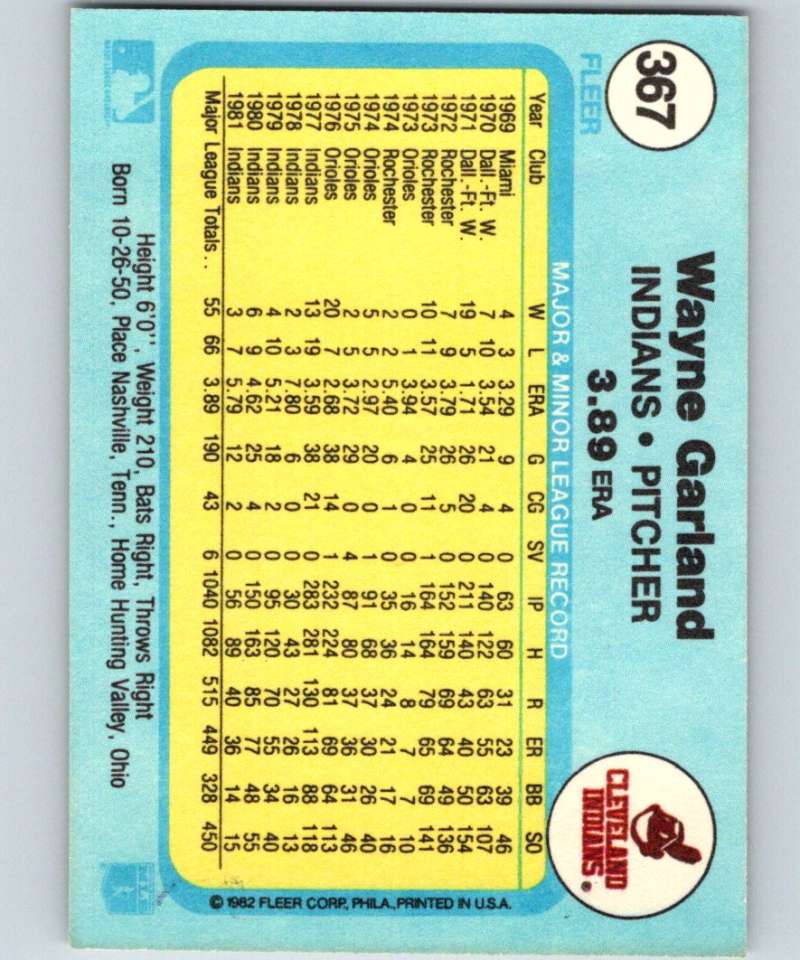 367
FLEER
Wayne Garland
INDIANS • PITCHER
3.89 ERA
CLEVELAND
INDIANS®
MAJOR & MINOR LEAGUE RECORD
Year Club W L ERA G CG SV IP H R ER BB SO
1969 Miami 4 3 3.29 9 4 0 63 60 31 23 39 46
1970 Dall.-Ft. W. 7 10 3.54 21 4 0 140 122 63 55 63 107
1971 Dall.-Ft. W. 19 5 1.71 26 20 0 211 140 43 40 50 154
1972 Rochester 7 9 3.79 26 5 0 152 159 69 64 49 136
1973 Rochester 10 11 3.57 25 11 1 164 164 79 65 69 141
1973 Orioles 0 1 3.94 4 0 0 16 14 8 7 7 10
1974 Rochester 2 2 5.40 6 1 0 35 36 24 21 17 16
1974 Orioles 5 5 2.97 20 0 1 91 68 37 30 26 40
1975 Orioles 2 5 3.72 29 0 4 87 80 37 36 31 46
1976 Orioles 20 7 2.68 38 14 1 232 224 81 69 64 113
1977 Indians 13 19 3.59 38 21 0 283 281 130 113 88 118
1978 Indians 2 3 7.80 6 0 0 30 43 27 26 16 13
1979 Indians 4 10 5.21 18 2 0 95 120 70 55 34 40
1980 Indians 6 9 4.62 25 4 0 150 163 85 77 48 55
1981 Indians 3 7 5.79 12 2 0 56 89 40 36 14 15
Major League Totals.. 55 66 3.89 190 43 6 1040 1082 515 449 328 450
© 1982 FLEER CORP., PHILA., PRINTED IN U.S.A.
Height 6'0'', Weight 210, Bats Right, Throws Right
Born 10-26-50, Place Nashville, Tenn., Home Hunting Valley, Ohio